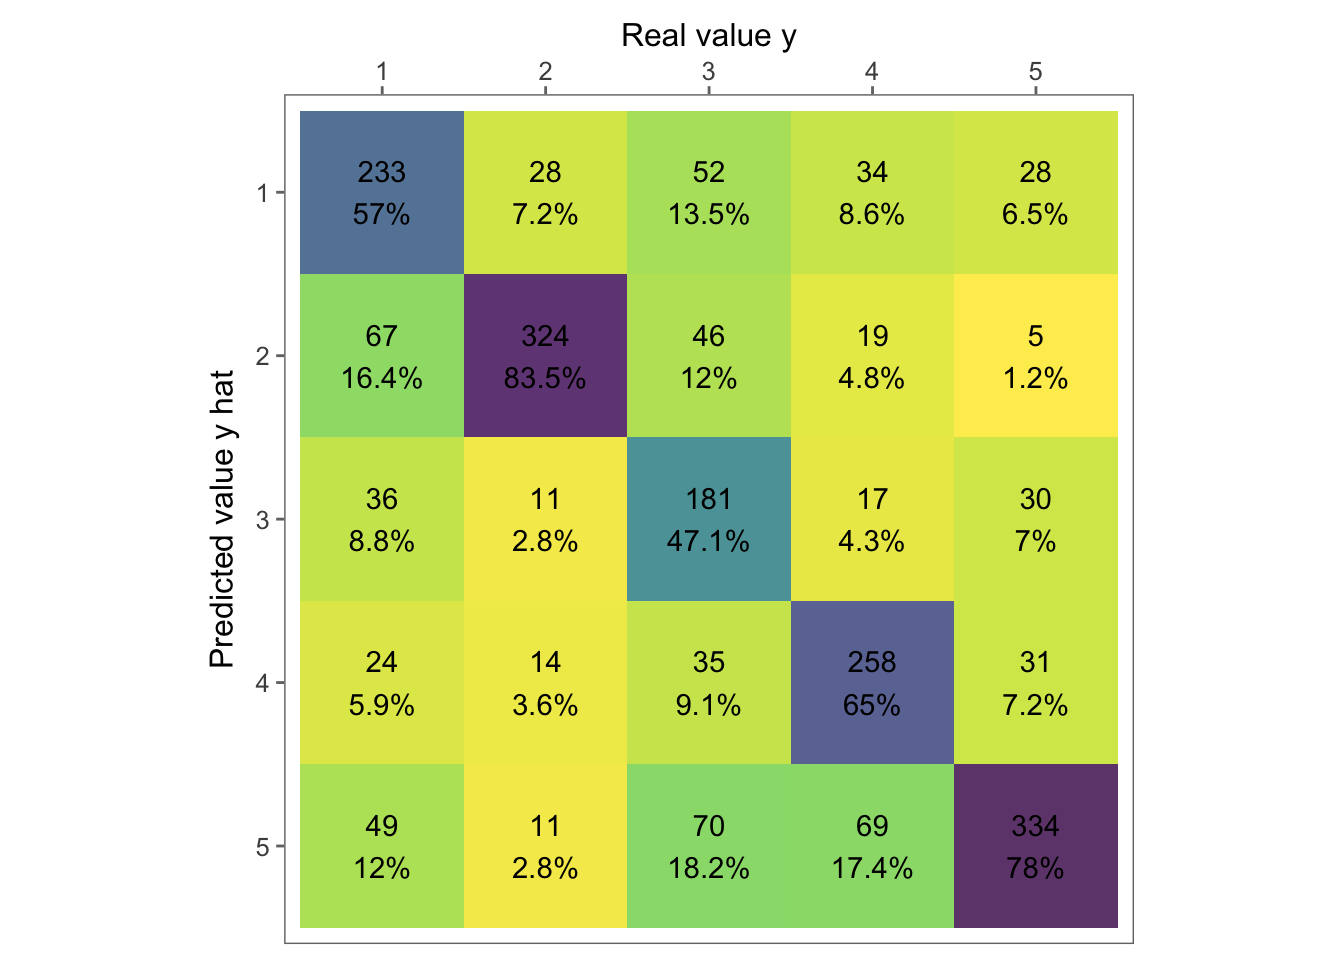 Real value y
1 2 3 4 5
1
233 28 52 34 28
57% 7.2% 13.5% 8.6% 6.5%
2
67 324 46 19 5
16.4% 83.5% 12% 4.8% 1.2%
Predicted value y hat
3
36 11 181 17 30
8.8% 2.8% 47.1% 4.3% 7%
4
24 14 35 258 31
5.9% 3.6% 9.1% 65% 7.2%
5
49 11 70 69 334
12% 2.8% 18.2% 17.4% 78%